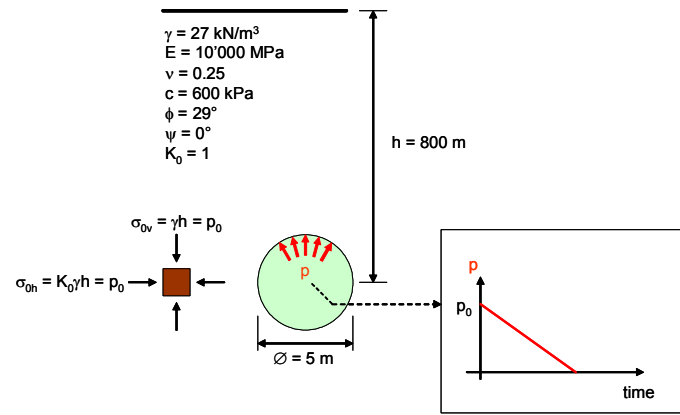 γ = 27 kN/m³
E = 10'000 MPa
ν = 0.25
c = 600 kPa
ϕ = 29°
ψ = 0°
K₀ = 1
h = 800 m
σ₀ᵥ = γh = p₀
σ₀ₕ = K₀γh = p₀
p
∅ = 5 m
p
p₀
time